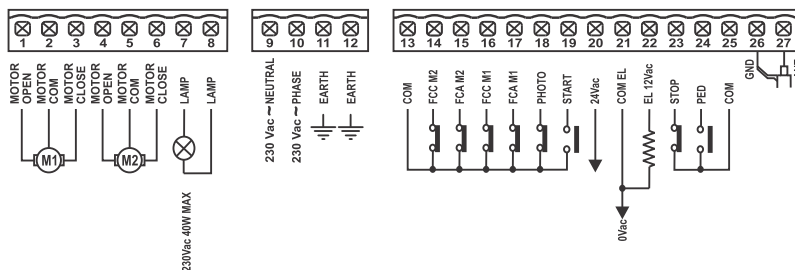 1 2 3 4 5 6 7 8
9 10 11 12
13 14 15 16 17 18 19 20 21 22 23 24 25 26 27
MOTOR OPEN
MOTOR COM
MOTOR CLOSE
MOTOR OPEN
MOTOR COM
MOTOR CLOSE
LAMP
LAMP
M1
M2
230Vac 40W MAX
230 Vac ~ NEUTRAL
230 Vac ~ PHASE
EARTH
EARTH
COM
FCC M2
FCA M2
FCC M1
FCA M1
PHOTO
START
24Vac
COM EL
EL 12Vac
STOP
PED
COM
GND
0Vac